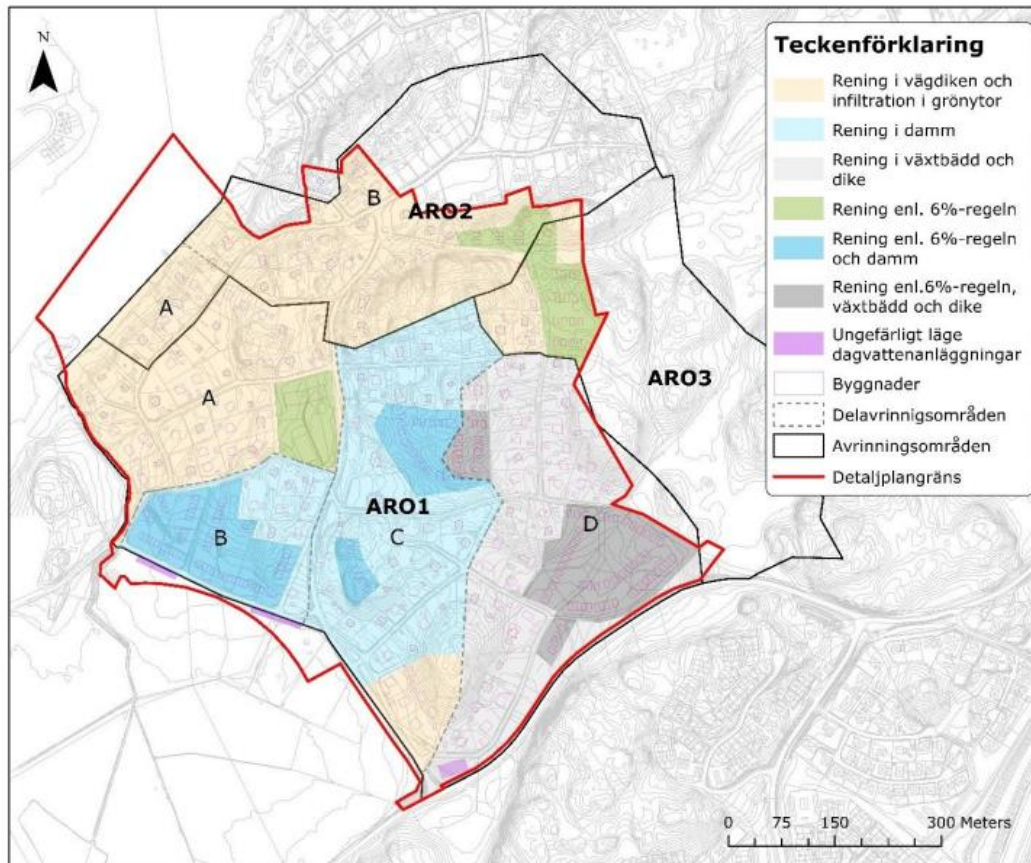 N
Teckenförklaring
Rening i vägdiken och
infiltration i grönytor
Rening i damm
Rening i växtbädd och
dike
Rening enl. 6%-regeln
Rening enl. 6%-regeln
och damm
Rening enl.6%-regeln,
växtbädd och dike
Ungefärligt läge
dagvattenanläggningar
Byggnader
Delavrinnigsområden
Avrinningsområden
Detaljplangräns
B
ARO2
A
ARO3
A
ARO1
B
C
D
0 75 150 300 Meters